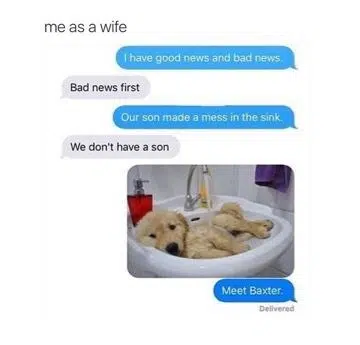 me as a wife
I have good news and bad news.
Bad news first
Our son made a mess in the sink.
We don't have a son
Meet Baxter.
Delivered